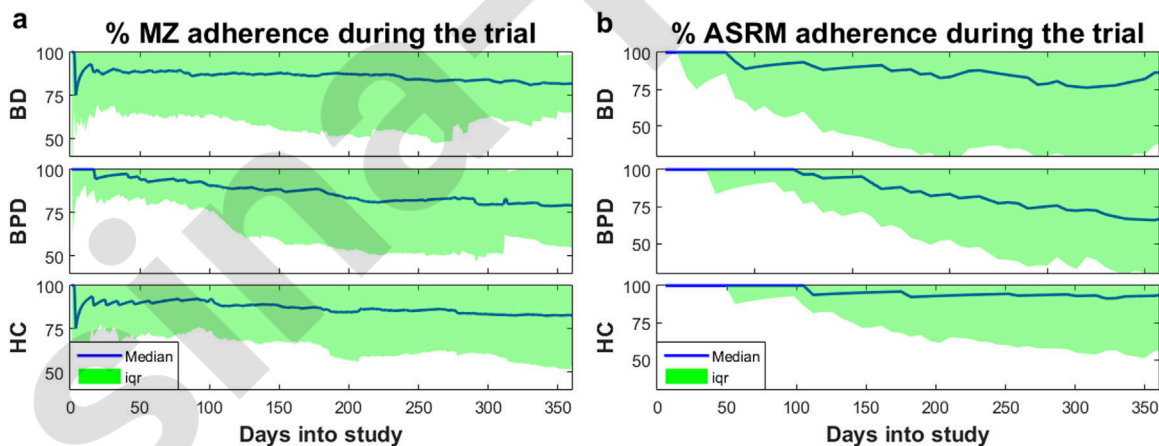 a
% MZ adherence during the trial
BD
100
75
50
BPD
100
75
50
HC
100
75
50
Median
iqr
0 50 100 150 200 250 300 350
Days into study
b
% ASRM adherence during the trial
BD
100
75
50
BPD
100
75
50
HC
100
75
50
Median
iqr
0 50 100 150 200 250 300 350
Days into study